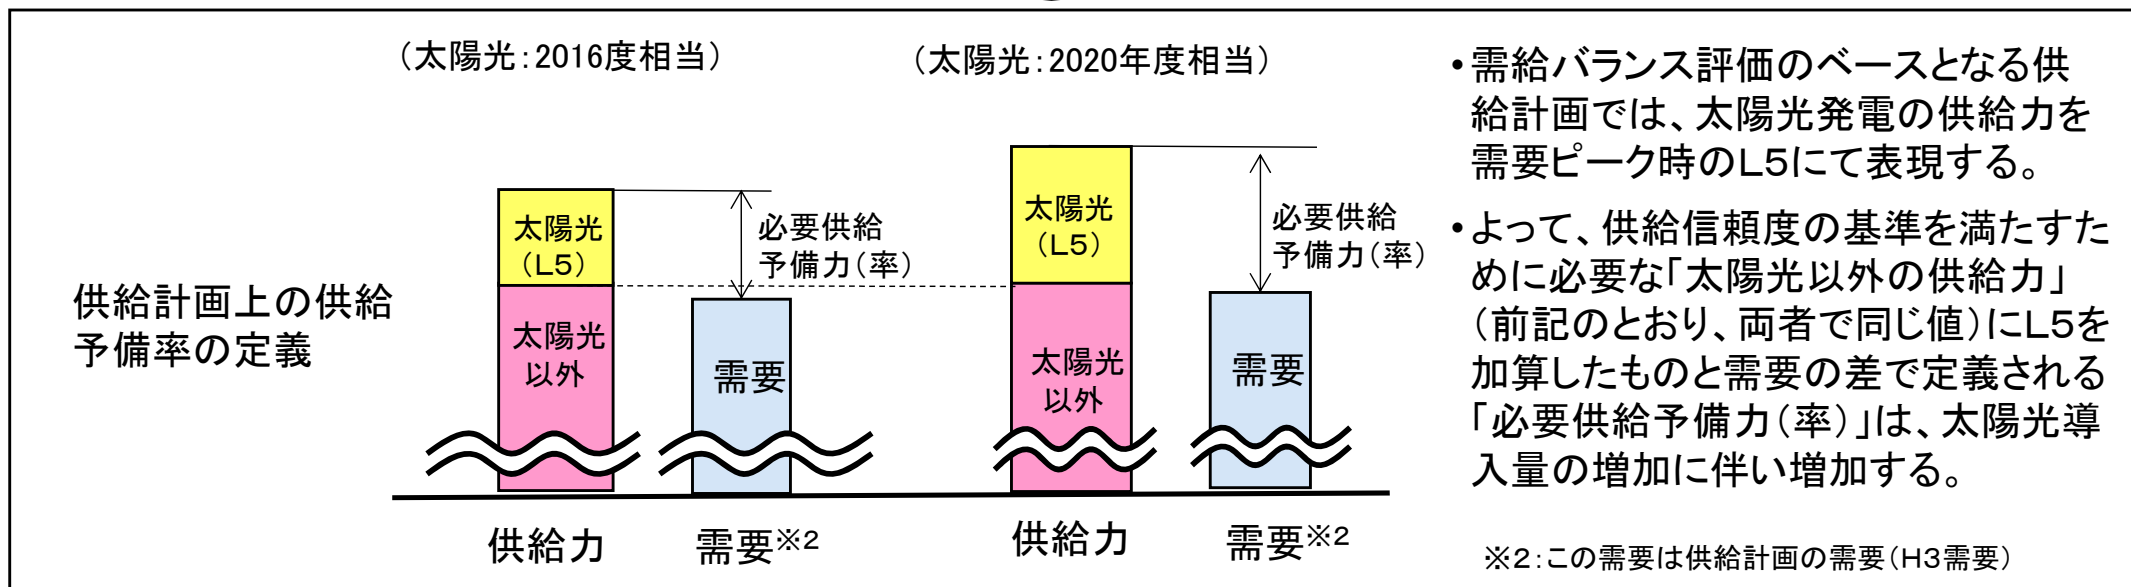 (太陽光:2016度相当)
(太陽光:2020年度相当)
供給計画上の供給
予備率の定義
太陽光
(L5)
太陽光
以外
必要供給
予備力(率)
需要
供給力
需要※2
太陽光
(L5)
太陽光
以外
必要供給
予備力(率)
需要
供給力
需要※2
・需給バランス評価のベースとなる供
給計画では、太陽光発電の供給力を
需要ピーク時のL5にて表現する。
・よって、供給信頼度の基準を満たすた
めに必要な「太陽光以外の供給力」
(前記のとおり、両者で同じ値)にL5を
加算したものと需要の差で定義される
「必要供給予備力(率)」は、太陽光導
入量の増加に伴い増加する。
※2:この需要は供給計画の需要(H3需要)